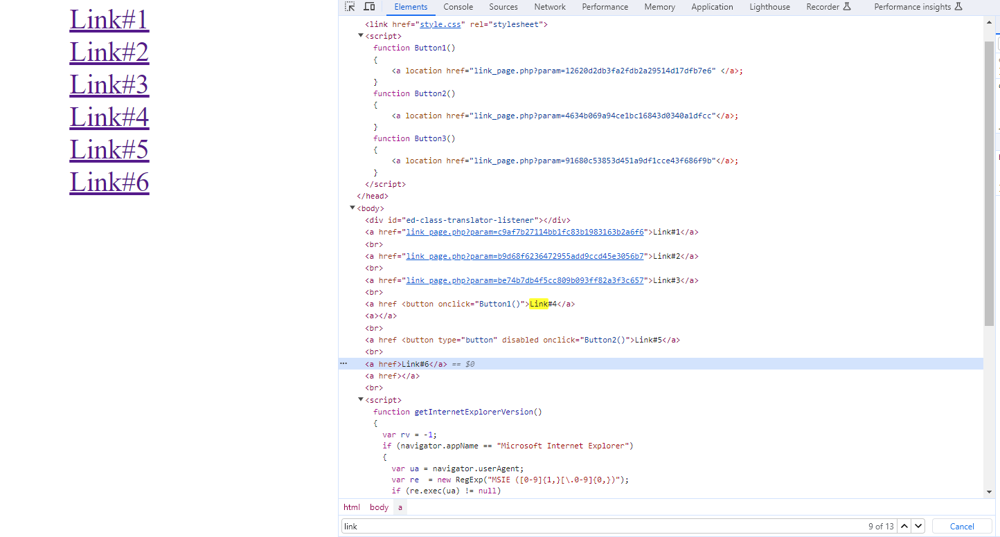 Link#1
Link#2
Link#3
Link#4
Link#5
Link#6
Elements Console Sources Network Performance Memory Application Lighthouse Recorder Performance insights
<link href="style.css" rel="stylesheet">
<script>
function Button1()
{
<a location href="link_page.php?param=12620d2db3fa2fdb2a29514d17dfb7e6" </a>;
}
function Button2()
{
<a location href="link_page.php?param=4634b069a94ce1bc16843d0340a1dfcc"</a>;
}
function Button3()
{
<a location href="link_page.php?param=91680c53853d451a9df1cce43f686f9b"</a>;
}
</script>
</head>
<body>
<div id="ed-class-translator-listener"></div>
<a href="link_page.php?param=c9af7b27114bb1fc83b1983163b2a6f6">Link#1</a>
<br>
<a href="link_page.php?param=b9d68f6236472955add9ccd45e3056b7">Link#2</a>
<br>
<a href="link_page.php?param=be74b7db4f5cc809b093ff82a3f3c657">Link#3</a>
<br>
<a href <button onclick="Button1()">Link#4</a>
<a></a>
<br>
<a href <button type="button" disabled onclick="Button2()">Link#5</a>
<br>
<a href>Link#6</a> == $0
<a href></a>
<br>
<script>
function getInternetExplorerVersion()
{
var rv = -1;
if (navigator.appName == "Microsoft Internet Explorer")
{
var ua = navigator.userAgent;
var re  = new RegExp("MSIE ([0-9]{1,}[\.0-9]{0,})");
if (re.exec(ua) != null)
html body a
link 9 of 13 Cancel